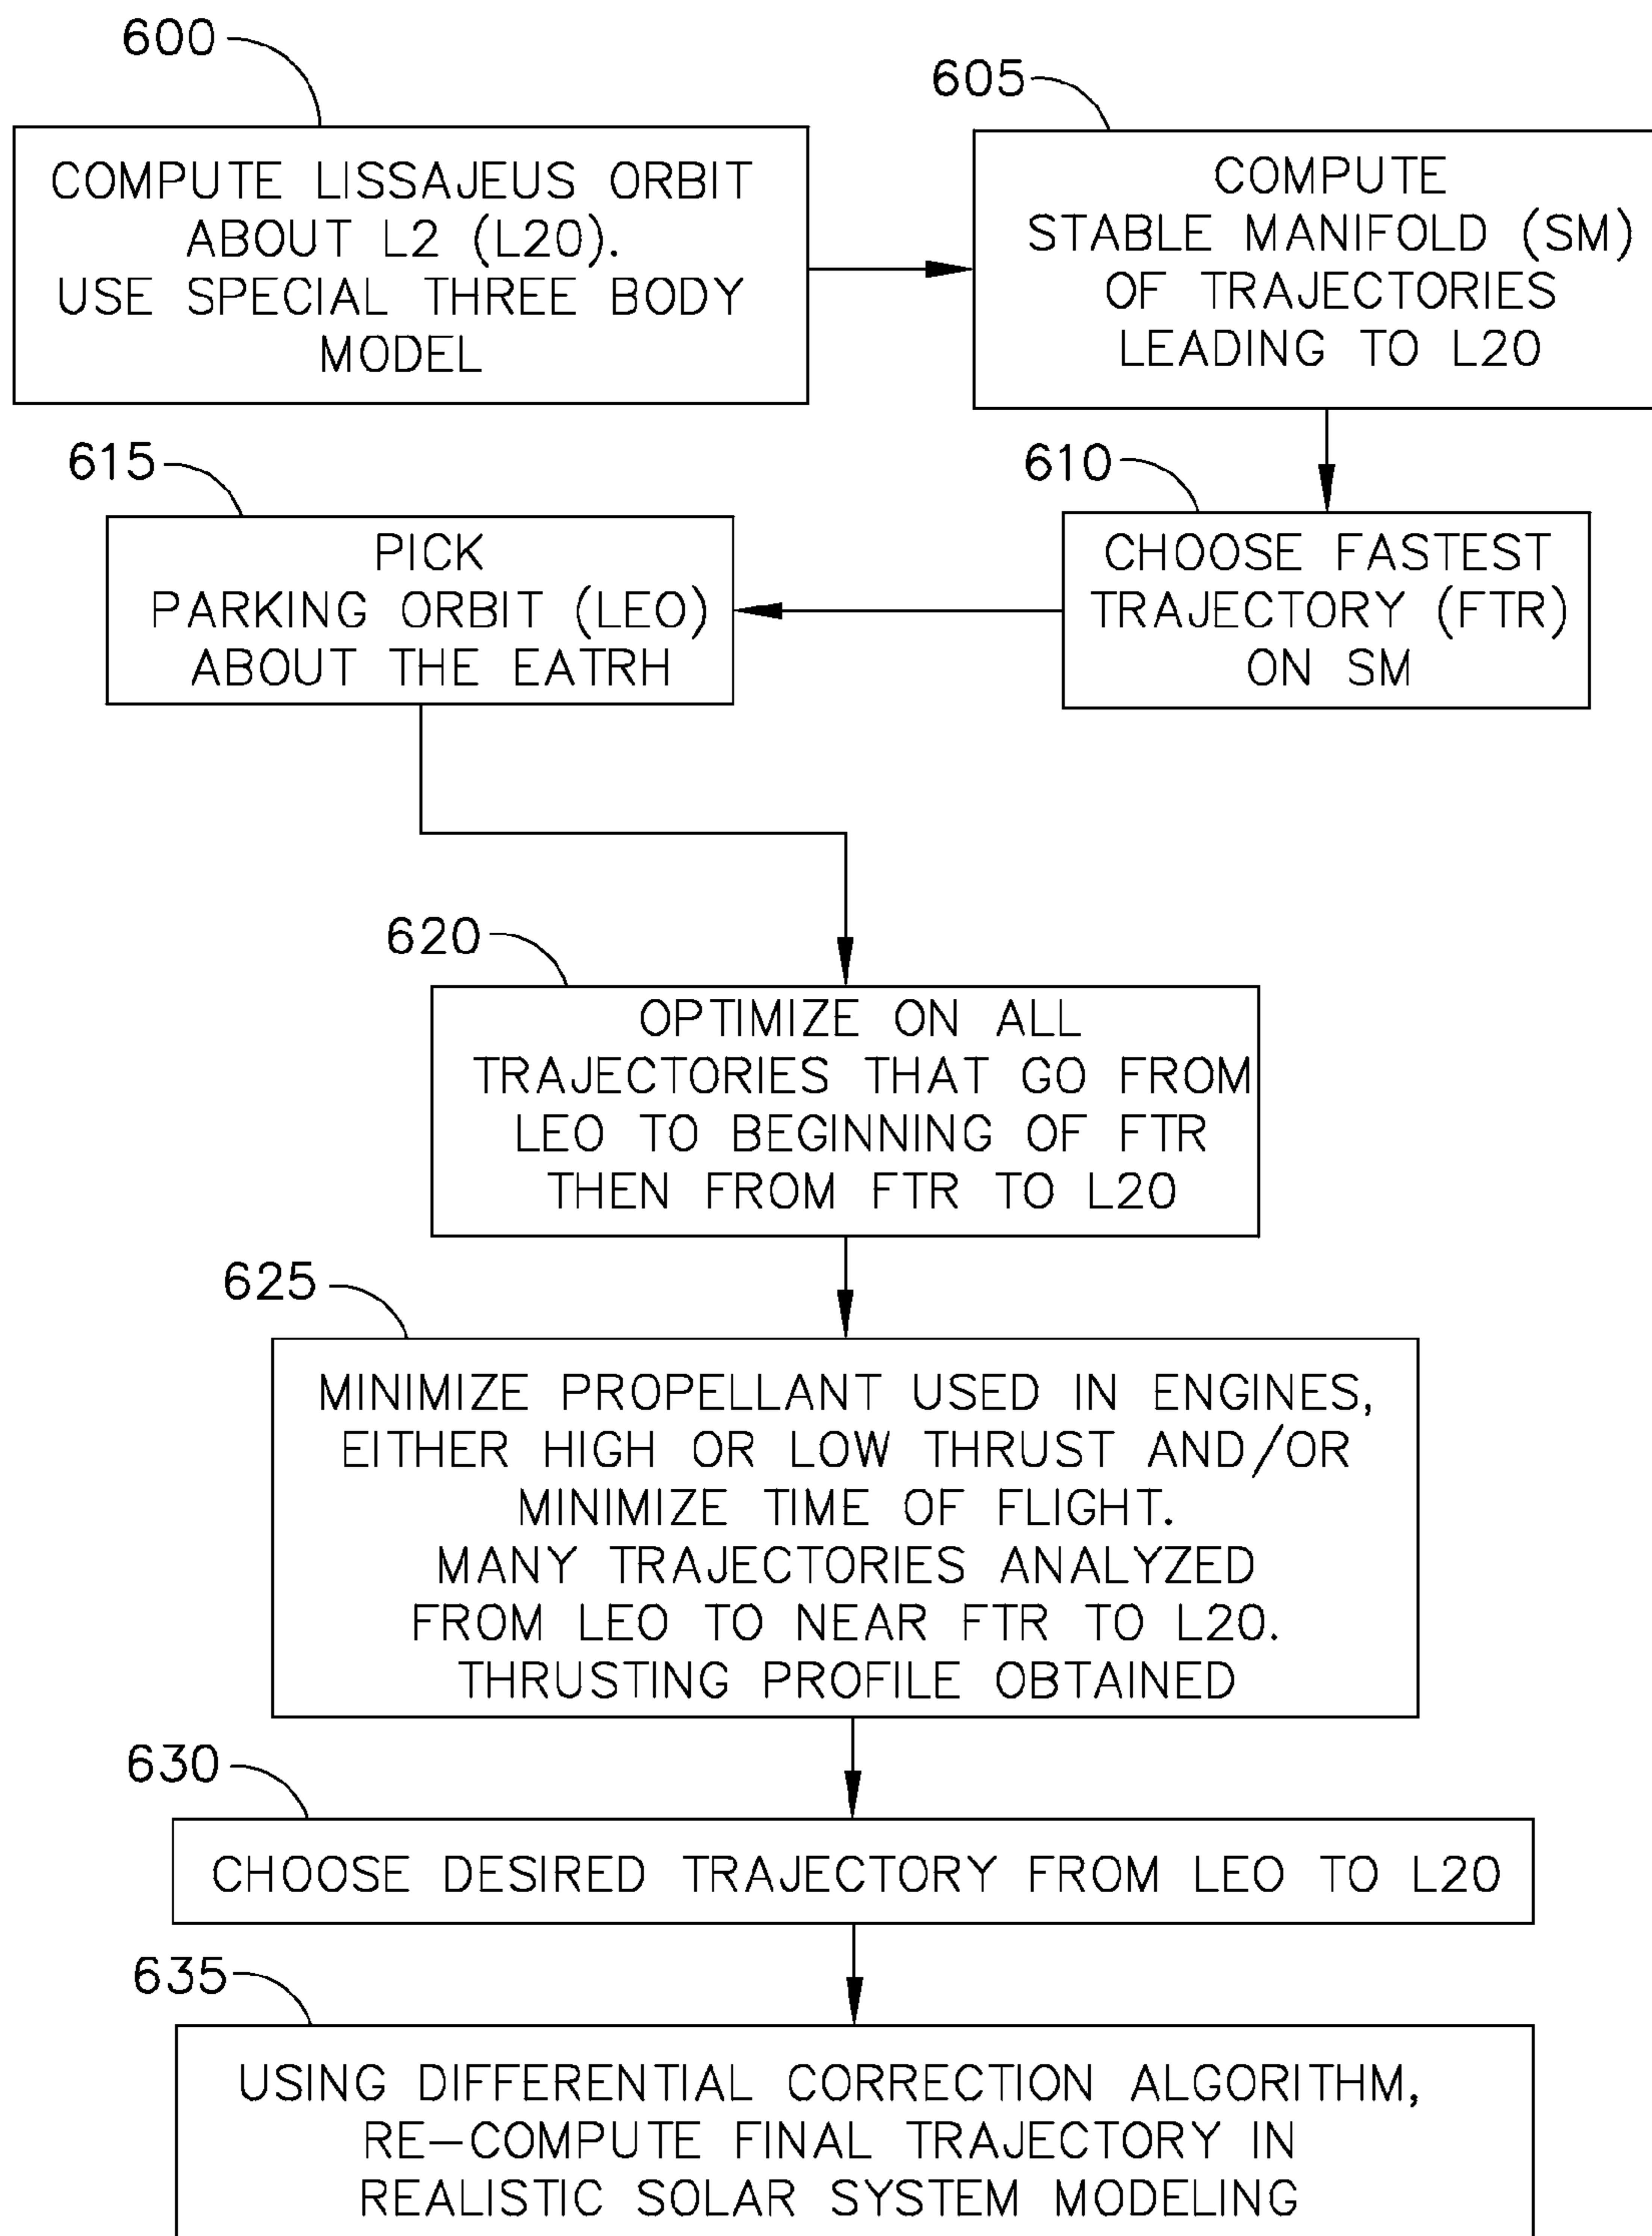 600
COMPUTE LISSAJEUS ORBIT
ABOUT L2 (L20).
USE SPECIAL THREE BODY
MODEL
605
COMPUTE
STABLE MANIFOLD (SM)
OF TRAJECTORIES
LEADING TO L20
610
CHOOSE FASTEST
TRAJECTORY (FTR)
ON SM
615
PICK
PARKING ORBIT (LEO)
ABOUT THE EATRH
620
OPTIMIZE ON ALL
TRAJECTORIES THAT GO FROM
LEO TO BEGINNING OF FTR
THEN FROM FTR TO L20
625
MINIMIZE PROPELLANT USED IN ENGINES,
EITHER HIGH OR LOW THRUST AND/OR
MINIMIZE TIME OF FLIGHT.
MANY TRAJECTORIES ANALYZED
FROM LEO TO NEAR FTR TO L20.
THRUSTING PROFILE OBTAINED
630
CHOOSE DESIRED TRAJECTORY FROM LEO TO L20
635
USING DIFFERENTIAL CORRECTION ALGORITHM,
RE-COMPUTE FINAL TRAJECTORY IN
REALISTIC SOLAR SYSTEM MODELING